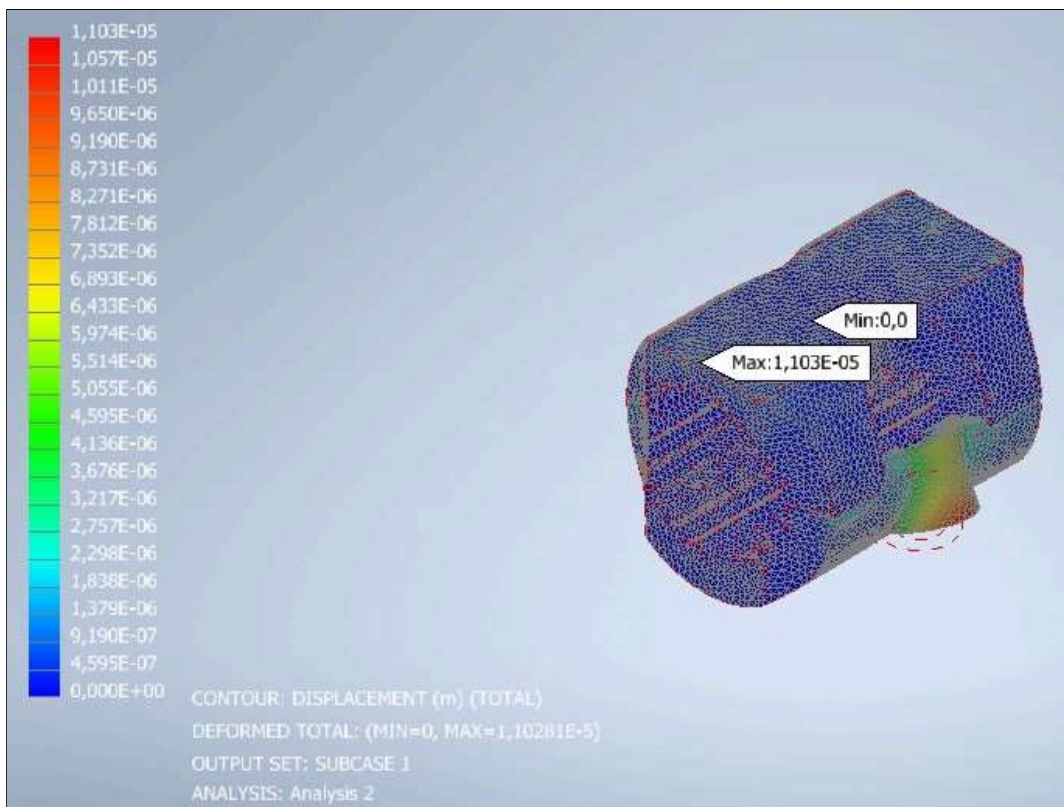 1,103E-05
1,057E-05
1,011E-05
9,650E-06
9,190E-06
8,731E-06
8,271E-06
7,812E-06
7,352E-06
6,893E-06
6,433E-06
5,974E-06
5,514E-06
5,055E-06
4,595E-06
4,136E-06
3,676E-06
3,217E-06
2,757E-06
2,298E-06
1,838E-06
1,379E-06
9,190E-07
4,595E-07
0,000E+00
Min:0,0
Max:1,103E-05
CONTOUR: DISPLACEMENT (m) (TOTAL)
DEFORMED TOTAL: (MIN=0, MAX=1,10281E-5)
OUTPUT SET: SUBCASE 1
ANALYSIS: Analysis 2